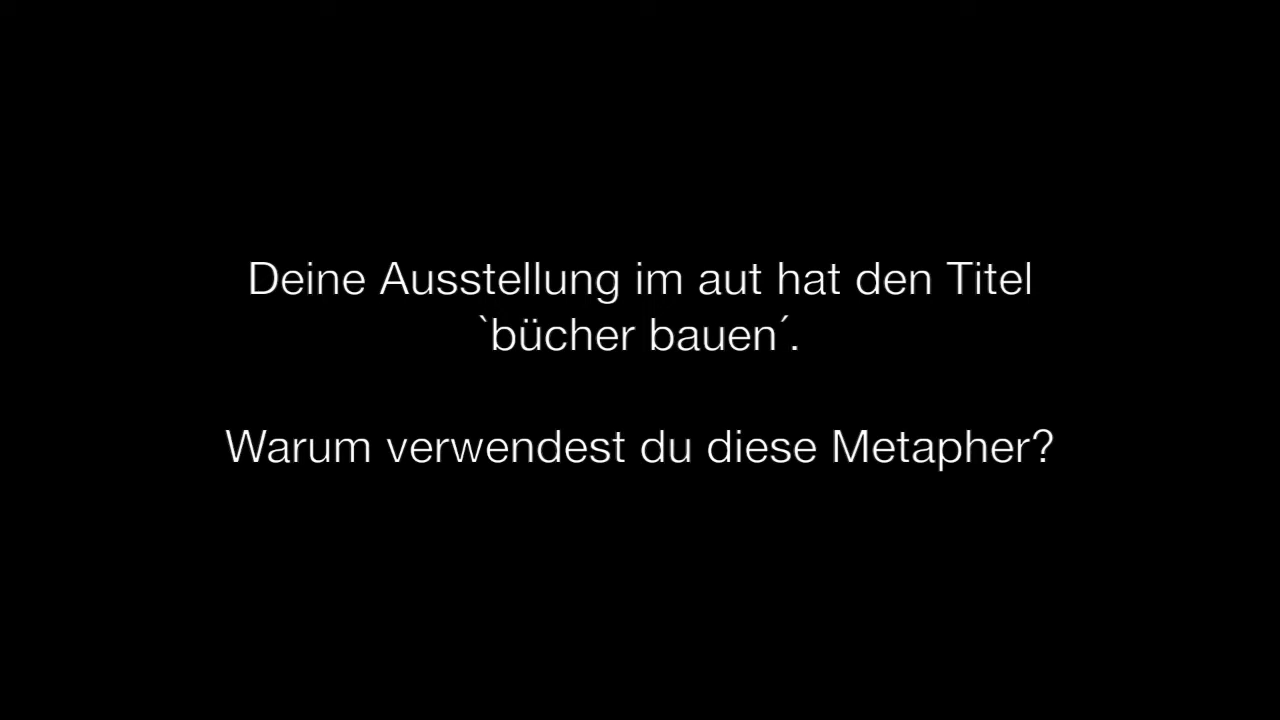 Deine Ausstellung im aut hat den Titel
`bücher bauen´.
Warum verwendest du diese Metapher?